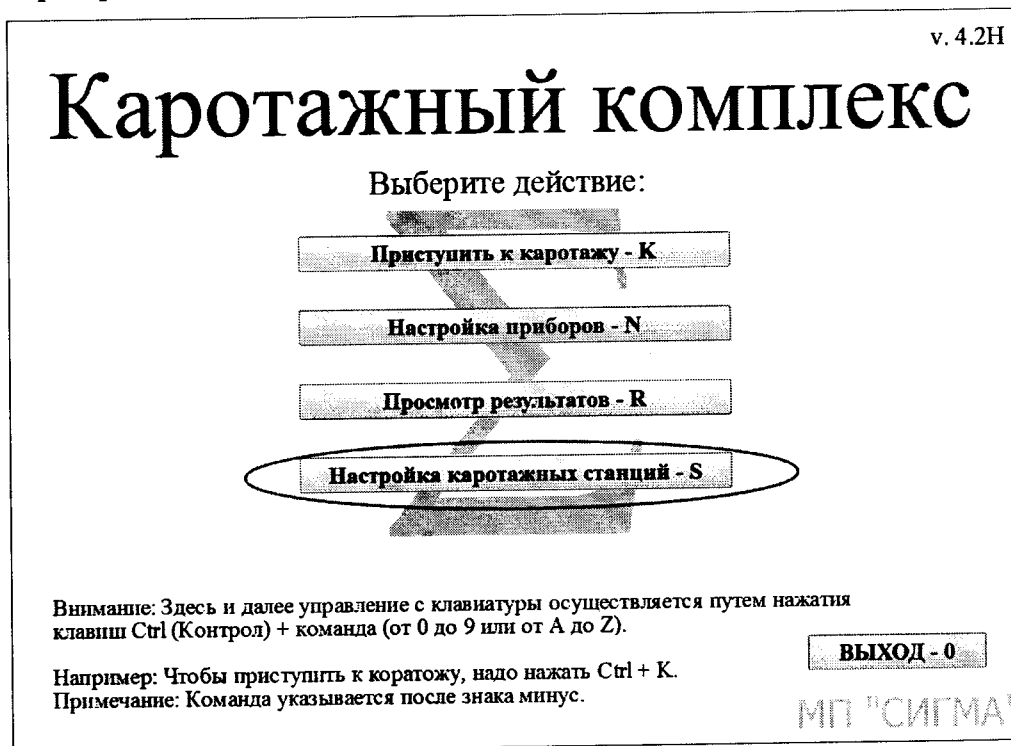 v. 4.2H
Каротажный комплекс
Выберите действие:
Приступить к каротажу - K
Настройка приборов - N
Просмотр результатов - R
Настройка каротажных станций - S
Внимание: Здесь и далее управление с клавиатуры осуществляется путем нажатия
клавиш Ctrl (Контрол) + команда (от 0 до 9 или от A до Z).
ВЫХОД - 0
Например: Чтобы приступить к коратожу, надо нажать Ctrl + K.
Примечание: Команда указывается после знака минус.
МП "СИГМА"